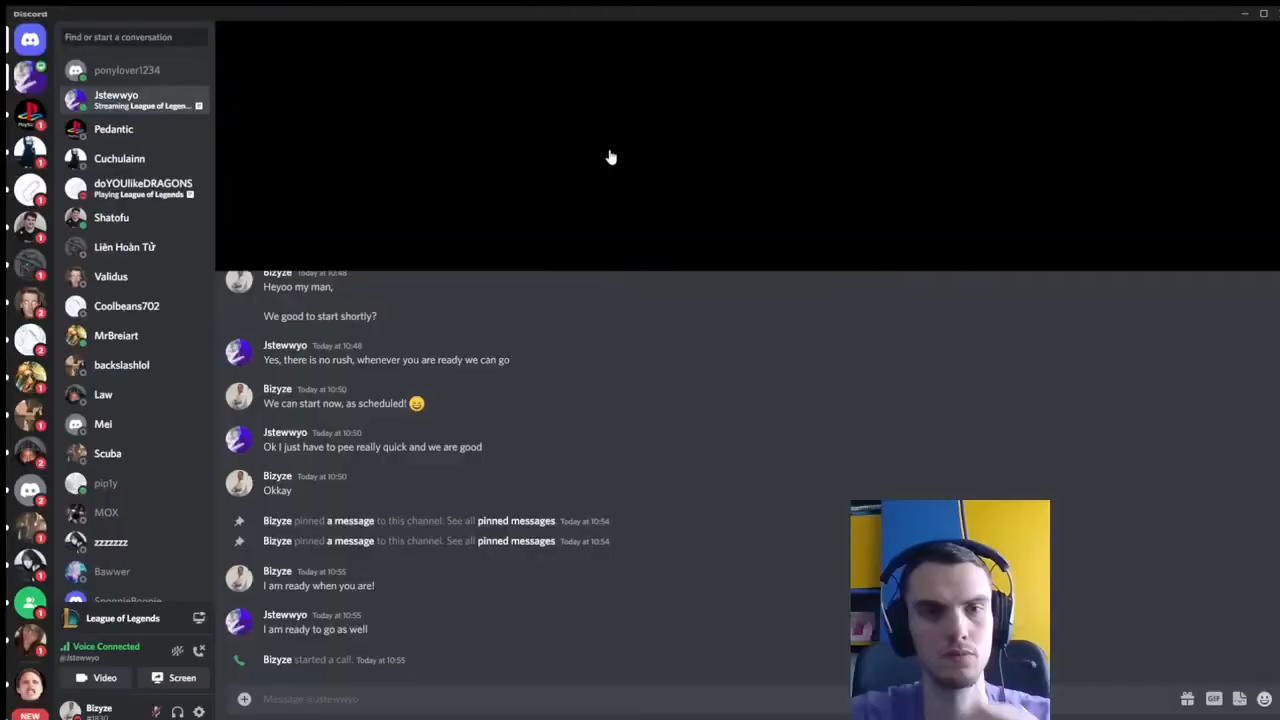 Discord
Find or start a conversation
ponylover1234
Jstewwyo
Streaming League of Legen...
Pedantic
Cuchulainn
doYOUlikeDRAGONS
Playing League of Legends
Shatofu
Liên Hoàn Tử
Validus
Coolbeans702
MrBreiart
backslashlol
Law
Mei
Scuba
pip1y
MOX
zzzzzzz
Bawwer
SpoogieBoogie
League of Legends
Voice Connected
@Jstewwyo
Video
Screen
Bizyze
#1830
NEW
Bizyze Today at 10:48
Heyoo my man,
We good to start shortly?
Jstewwyo Today at 10:48
Yes, there is no rush, whenever you are ready we can go
Bizyze Today at 10:50
We can start now, as scheduled! 😄
Jstewwyo Today at 10:50
Ok I just have to pee really quick and we are good
Bizyze Today at 10:50
Okkay
Bizyze pinned a message to this channel. See all pinned messages. Today at 10:54
Bizyze pinned a message to this channel. See all pinned messages. Today at 10:54
Bizyze Today at 10:55
I am ready when you are!
Jstewwyo Today at 10:55
I am ready to go as well
Bizyze started a call. Today at 10:55
Message @Jstewwyo
GIF